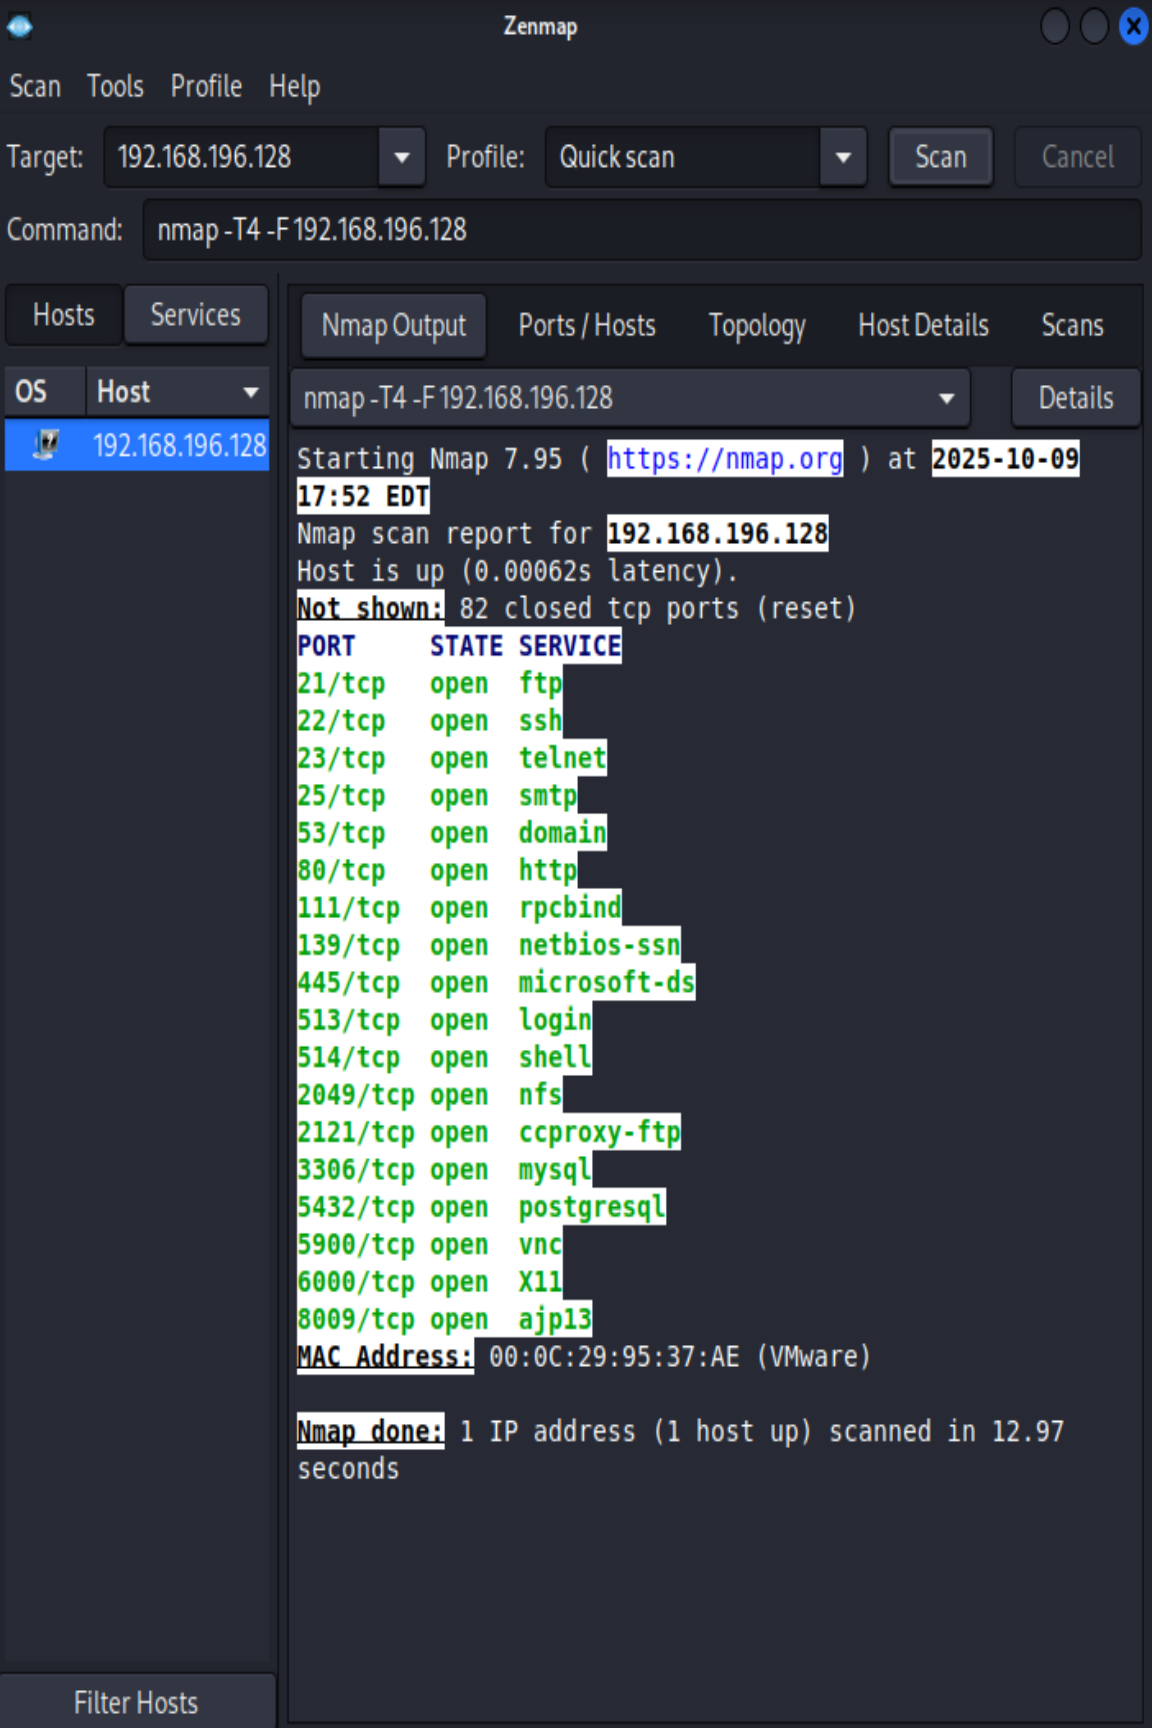 Zenmap
Scan Tools Profile Help
Target: 192.168.196.128 Profile: Quick scan Scan Cancel
Command: nmap -T4 -F 192.168.196.128
Hosts Services
Nmap Output Ports / Hosts Topology Host Details Scans
OS Host
192.168.196.128
nmap -T4 -F 192.168.196.128 Details
Starting Nmap 7.95 ( https://nmap.org ) at 2025-10-09
17:52 EDT
Nmap scan report for 192.168.196.128
Host is up (0.00062s latency).
Not shown: 82 closed tcp ports (reset)
PORT     STATE SERVICE
21/tcp   open  ftp
22/tcp   open  ssh
23/tcp   open  telnet
25/tcp   open  smtp
53/tcp   open  domain
80/tcp   open  http
111/tcp  open  rpcbind
139/tcp  open  netbios-ssn
445/tcp  open  microsoft-ds
513/tcp  open  login
514/tcp  open  shell
2049/tcp open  nfs
2121/tcp open  ccproxy-ftp
3306/tcp open  mysql
5432/tcp open  postgresql
5900/tcp open  vnc
6000/tcp open  X11
8009/tcp open  ajp13
MAC Address: 00:0C:29:95:37:AE (VMware)
Nmap done: 1 IP address (1 host up) scanned in 12.97
seconds
Filter Hosts